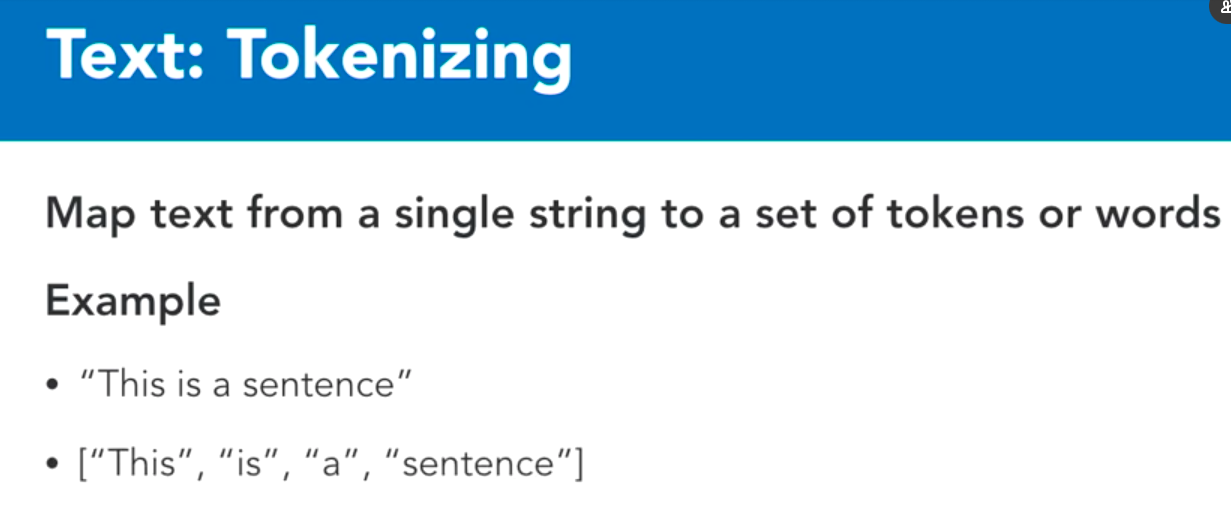 Text: Tokenizing
Map text from a single string to a set of tokens or words
Example
• “This is a sentence”
• [“This”, “is”, “a”, “sentence”]